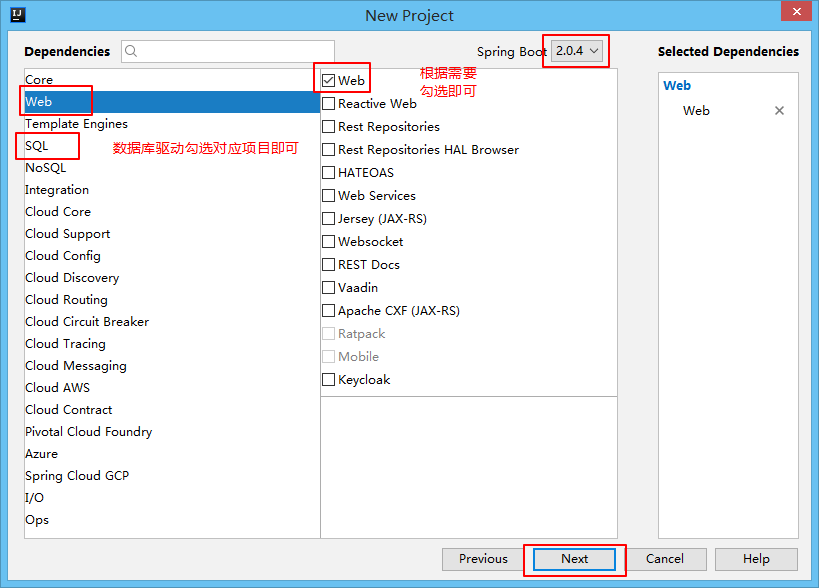 IJ
New Project
Dependencies
Spring Boot 2.0.4
Selected Dependencies
Core
Web
Template Engines
SQL
NoSQL
Integration
Cloud Core
Cloud Support
Cloud Config
Cloud Discovery
Cloud Routing
Cloud Circuit Breaker
Cloud Tracing
Cloud Messaging
Cloud AWS
Cloud Contract
Pivotal Cloud Foundry
Azure
Spring Cloud GCP
I/O
Ops
数据库驱动勾选对应项目即可
Web
根据需要
勾选即可
Reactive Web
Rest Repositories
Rest Repositories HAL Browser
HATEOAS
Web Services
Jersey (JAX-RS)
Websocket
REST Docs
Vaadin
Apache CXF (JAX-RS)
Ratpack
Mobile
Keycloak
Web
Web
Previous
Next
Cancel
Help